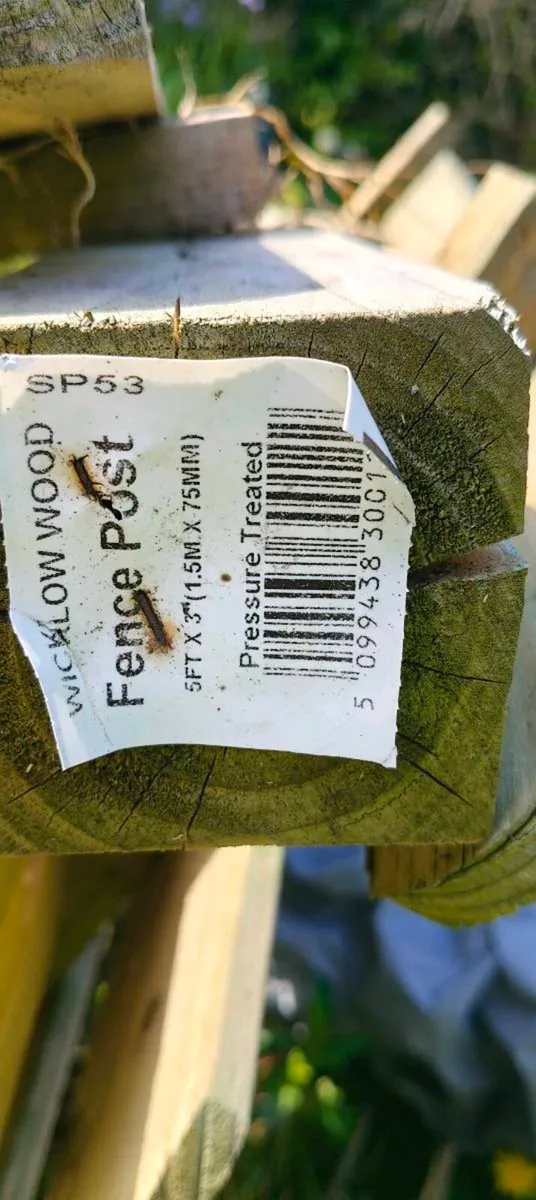 SP53
WICKLOW WOOD
Fence Post
5FT X 3"(1.5M X 75MM)
Pressure Treated
5 099438 3001